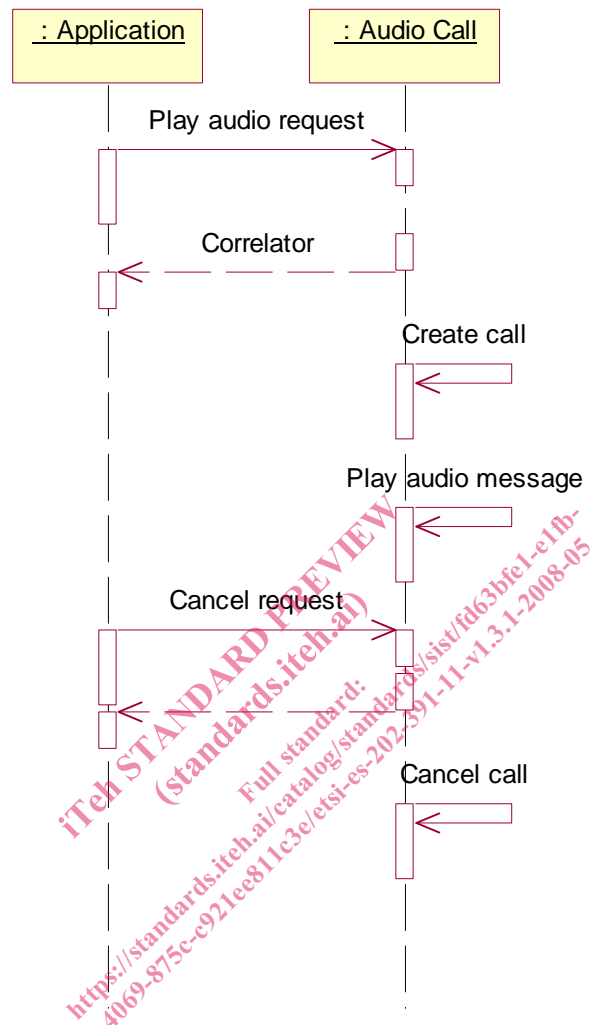 : Application
: Audio Call
Play audio request
Correlator
Create call
Play audio message
Cancel request
Cancel call
iTeh STANDARD PREVIEW
(standards.iteh.ai)
Full standard:
https://standards.iteh.ai/catalog/standards/sist/fd63bfe1-e1fb-
4069-875c-c921ee811c3e/etsi-es-202-391-11-v1.3.1-2008-05